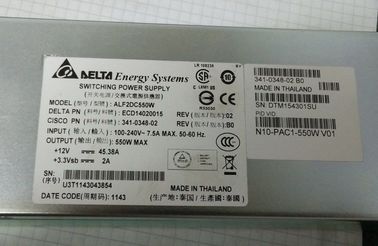 LR 108238
DELTA Energy Systems
SWITCHING POWER SUPPLY
MODEL : ALF2DC550W
DELTA PN : ECD14020015 REV : 02
CISCO PN : 341-0348-02 REV : B0
INPUT : 100-240V~ 7.5A MAX. 50-60 Hz.
OUTPUT : 550W MAX
+12V 45.38A
+3.3Vsb 2A
SN:
U3T1143043854
DATE CODE : 1143
MADE IN THAILAND
341-0348-02 B0
MADE IN THAILAND
SN: DTM154301SU
PID VID
N10-PAC1-550W V01